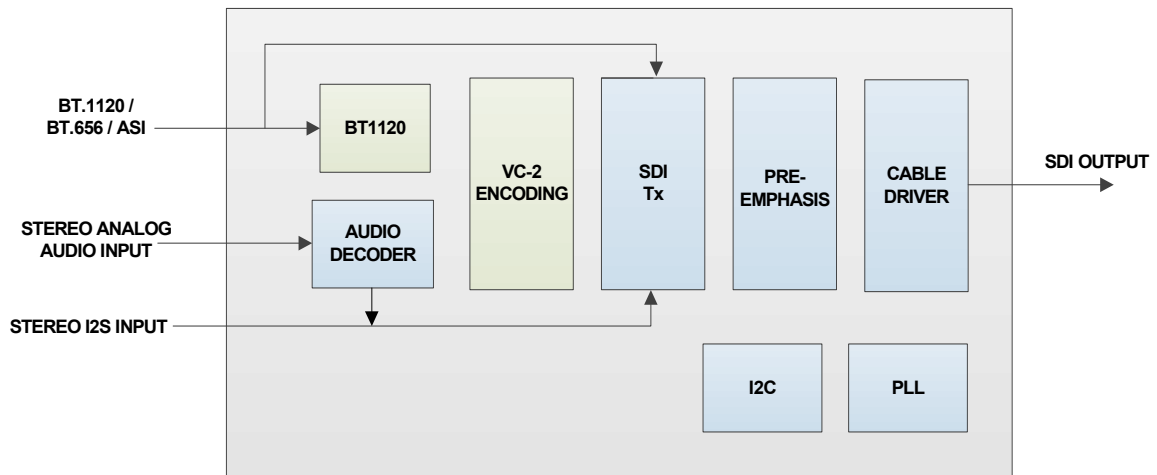 BT.1120 /
BT.656 / ASI
BT1120
VC-2
ENCODING
SDI
Tx
PRE-
EMPHASIS
CABLE
DRIVER
SDI OUTPUT
STEREO ANALOG
AUDIO INPUT
AUDIO
DECODER
STEREO I2S INPUT
I2C
PLL